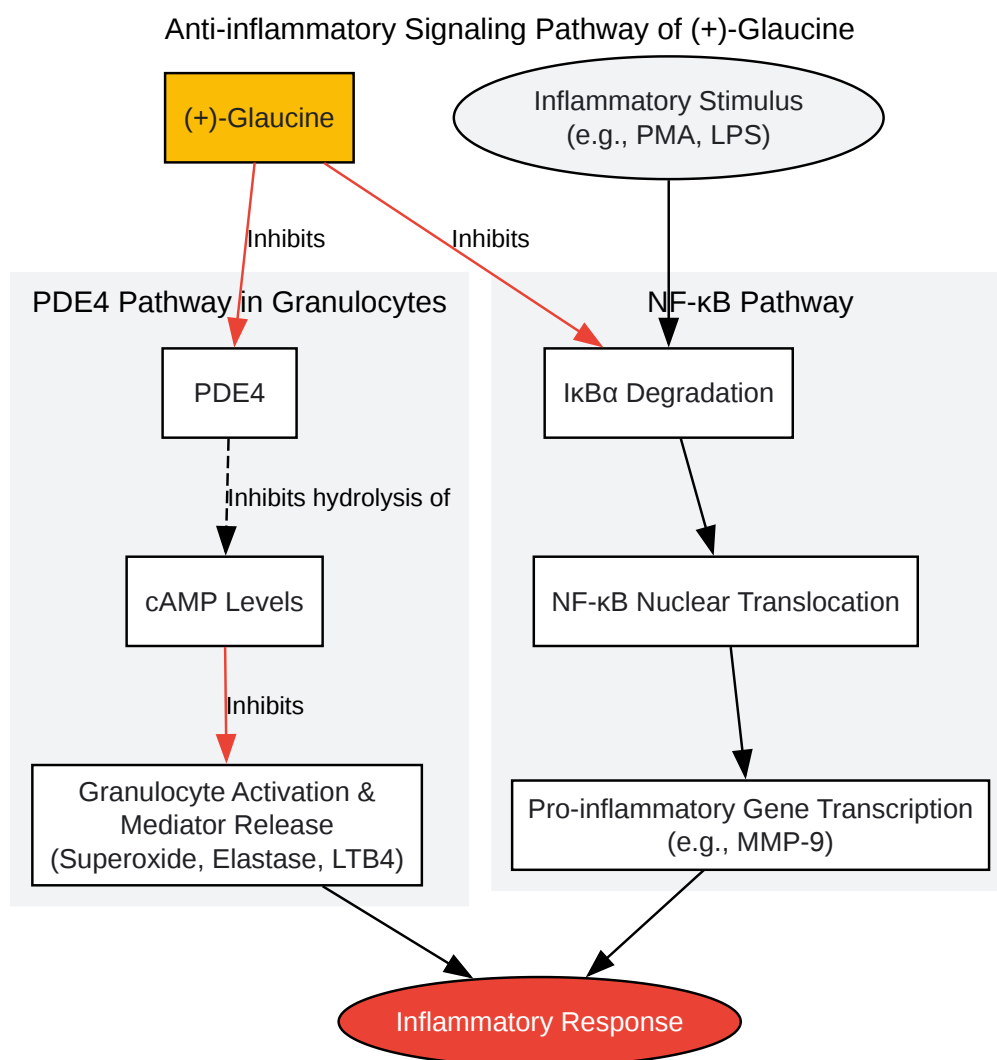 Anti-inflammatory Signaling Pathway of (+)-Glaucine
(+)-Glaucine
Inflammatory Stimulus
(e.g., PMA, LPS)
Inhibits
Inhibits
PDE4 Pathway in Granulocytes
NF-κB Pathway
PDE4
IκBα Degradation
Inhibits hydrolysis of
cAMP Levels
NF-κB Nuclear Translocation
Inhibits
Granulocyte Activation &
Mediator Release
(Superoxide, Elastase, LTB4)
Pro-inflammatory Gene Transcription
(e.g., MMP-9)
Inflammatory Response